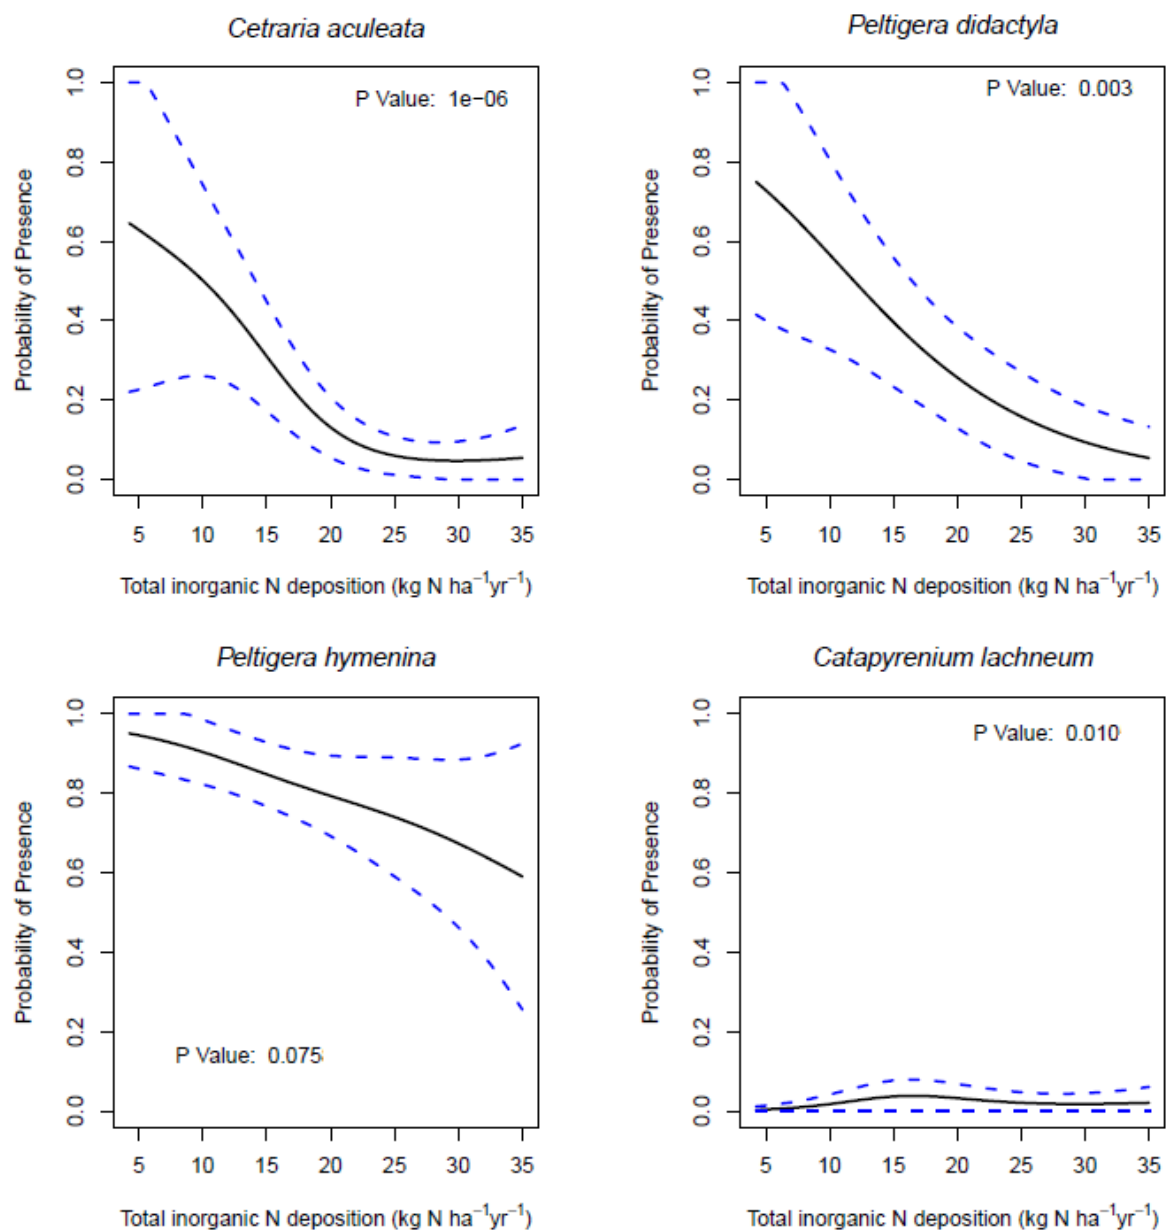 Cetraria aculeata
P Value: 1e−06
Probability of Presence
1.0
0.8
0.6
0.4
0.2
0.0
5 10 15 20 25 30 35
Total inorganic N deposition (kg N ha⁻¹yr⁻¹)
Peltigera didactyla
P Value: 0.003
Probability of Presence
1.0
0.8
0.6
0.4
0.2
0.0
5 10 15 20 25 30 35
Total inorganic N deposition (kg N ha⁻¹yr⁻¹)
Peltigera hymenina
P Value: 0.075
Probability of Presence
1.0
0.8
0.6
0.4
0.2
0.0
5 10 15 20 25 30 35
Total inorganic N deposition (kg N ha⁻¹yr⁻¹)
Catapyrenium lachneum
P Value: 0.010
Probability of Presence
1.0
0.8
0.6
0.4
0.2
0.0
5 10 15 20 25 30 35
Total inorganic N deposition (kg N ha⁻¹yr⁻¹)